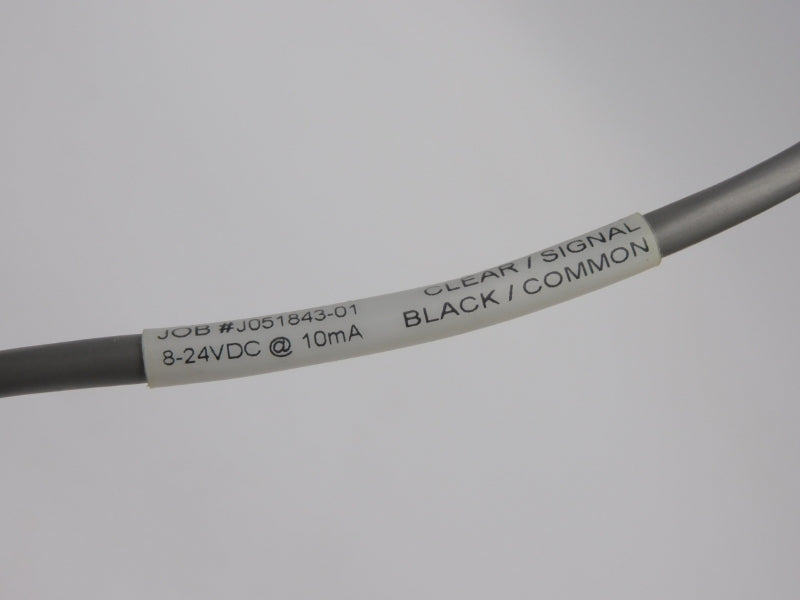 JOB #J051843-01
8-24VDC @ 10mA
CLEAR / SIGNAL
BLACK / COMMON